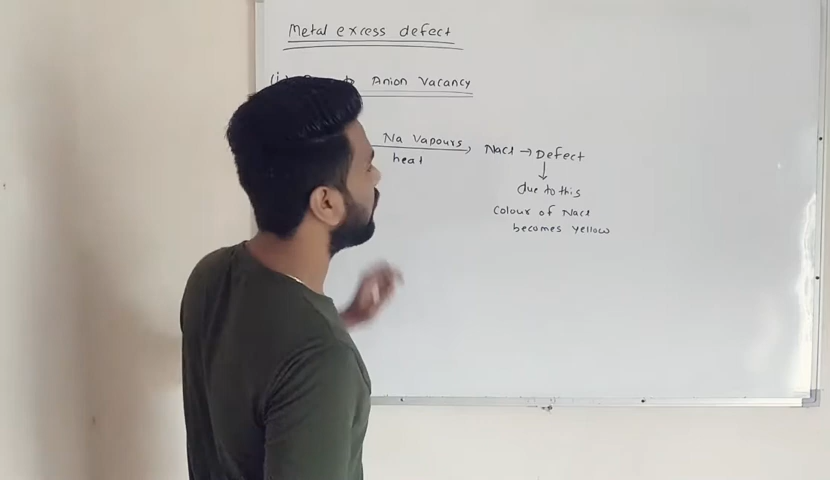 Metal excess defect
(i) Anion Vacancy
Na Vapours, NaCl → Defect
heat
due to this
Colour of NaCl
becomes yellow